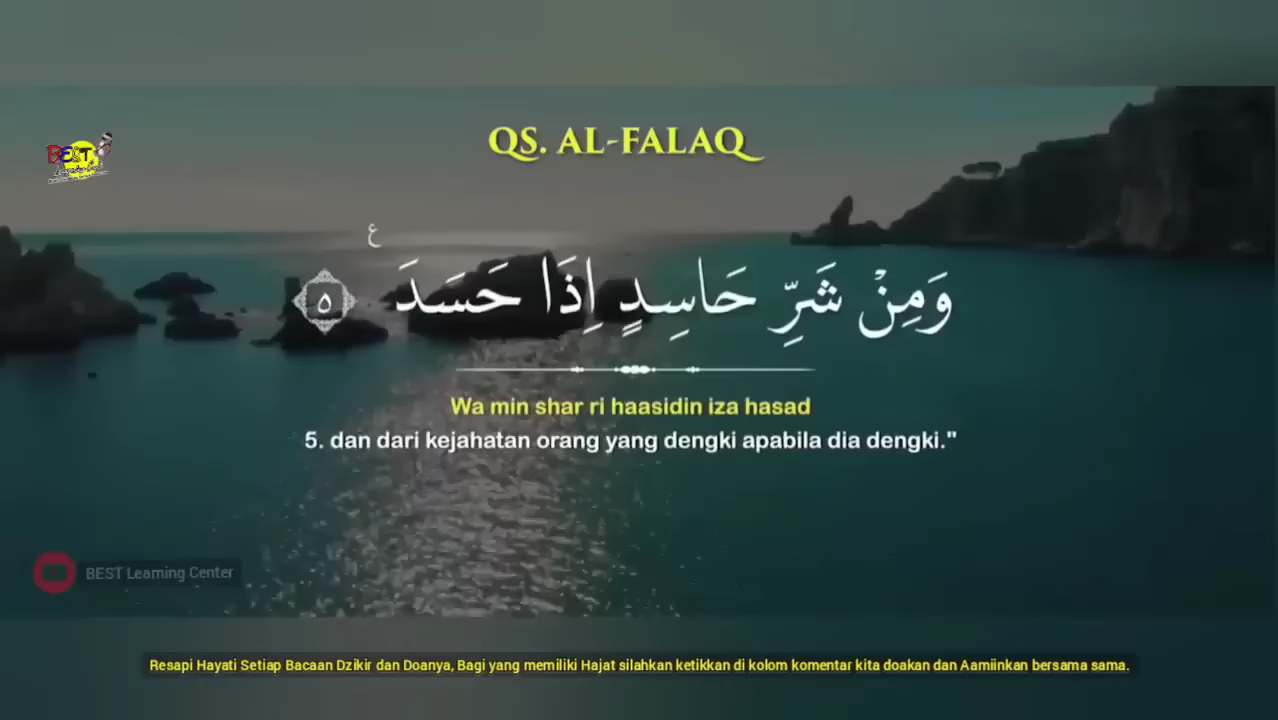 QS. AL-FALAQ
BEST
ع
وَمِنْ شَرِّ حَاسِدٍ اِذَا حَسَدَ ٥
Wa min shar ri haasidin iza hasad
5. dan dari kejahatan orang yang dengki apabila dia dengki."
BEST Learning Center
Resapi Hayati Setiap Bacaan Dzikir dan Doanya, Bagi yang memiliki Hajat silahkan ketikkan di kolom komentar kita doakan dan Aamiinkan bersama sama.